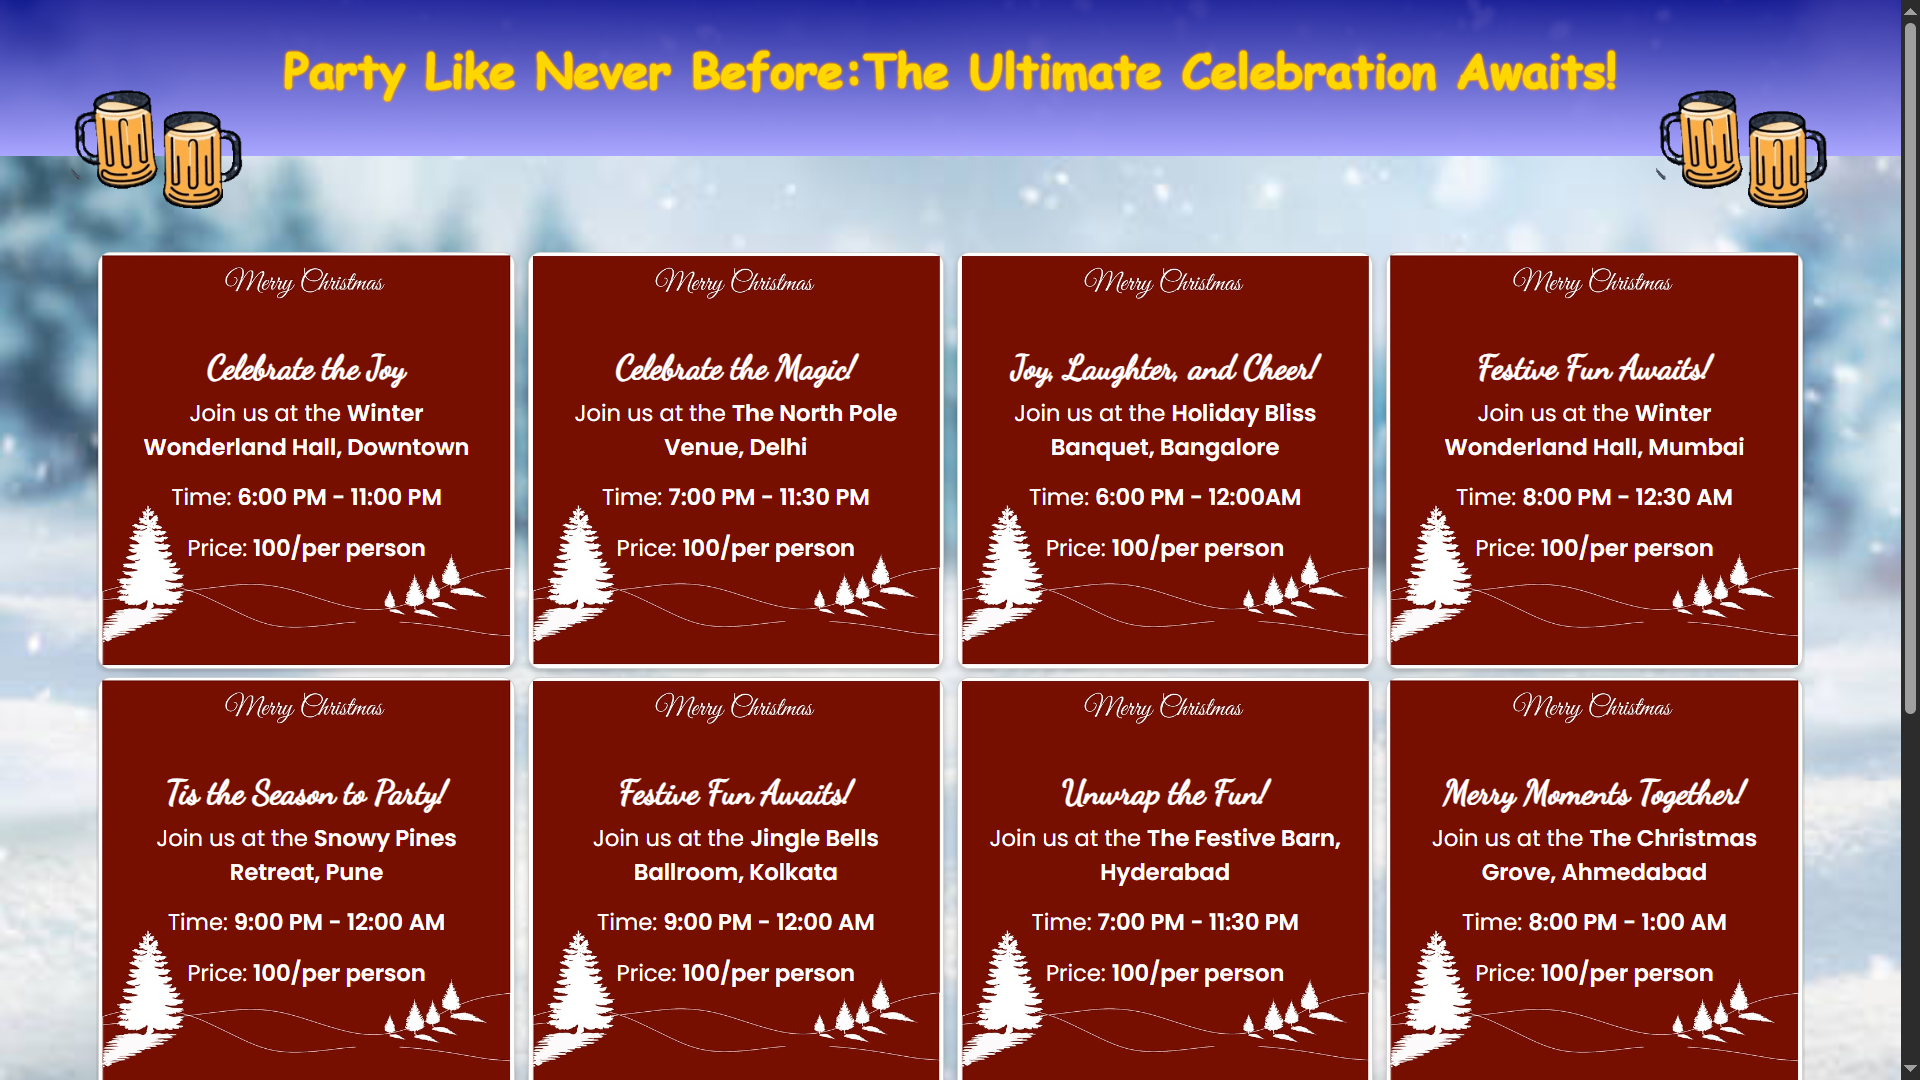 Party Like Never Before:The Ultimate Celebration Awaits!
Merry Christmas
Celebrate the Joy
Join us at the Winter
Wonderland Hall, Downtown
Time: 6:00 PM - 11:00 PM
Price: 100/per person
Merry Christmas
Celebrate the Magic!
Join us at the The North Pole
Venue, Delhi
Time: 7:00 PM - 11:30 PM
Price: 100/per person
Merry Christmas
Joy, Laughter, and Cheer!
Join us at the Holiday Bliss
Banquet, Bangalore
Time: 6:00 PM - 12:00AM
Price: 100/per person
Merry Christmas
Festive Fun Awaits!
Join us at the Winter
Wonderland Hall, Mumbai
Time: 8:00 PM - 12:30 AM
Price: 100/per person
Merry Christmas
Tis the Season to Party!
Join us at the Snowy Pines
Retreat, Pune
Time: 9:00 PM - 12:00 AM
Price: 100/per person
Merry Christmas
Festive Fun Awaits!
Join us at the Jingle Bells
Ballroom, Kolkata
Time: 9:00 PM - 12:00 AM
Price: 100/per person
Merry Christmas
Unwrap the Fun!
Join us at the The Festive Barn,
Hyderabad
Time: 7:00 PM - 11:30 PM
Price: 100/per person
Merry Christmas
Merry Moments Together!
Join us at the The Christmas
Grove, Ahmedabad
Time: 8:00 PM - 1:00 AM
Price: 100/per person